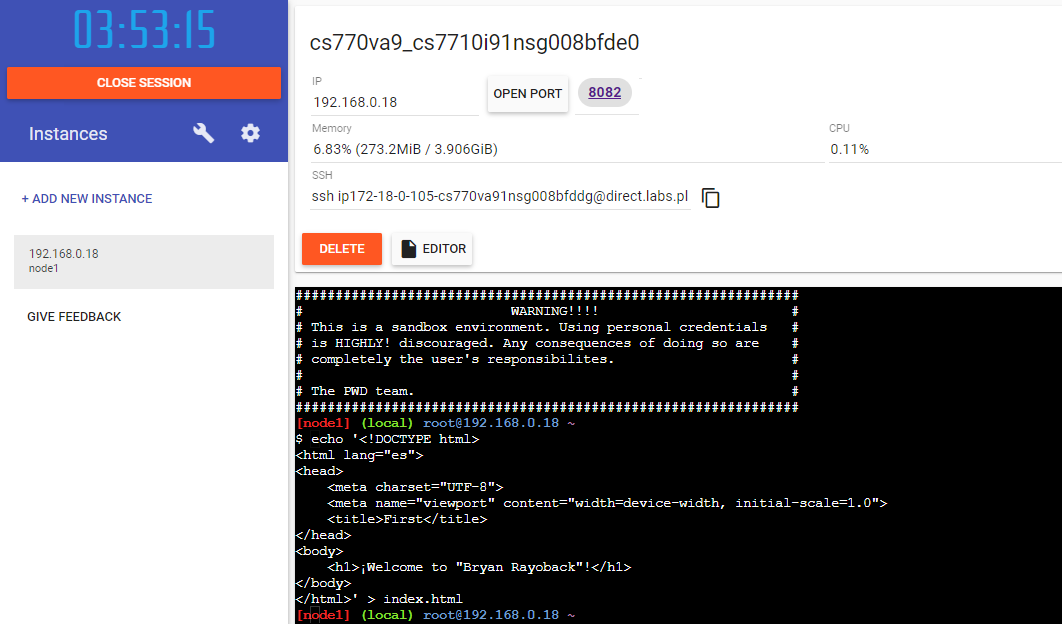 03:53:15
CLOSE SESSION
Instances
+ ADD NEW INSTANCE
192.168.0.18
node1
GIVE FEEDBACK
cs770va9_cs7710i91nsg008bfde0
IP
192.168.0.18
OPEN PORT
8082
Memory
6.83% (273.2MiB / 3.906GiB)
CPU
0.11%
SSH
ssh ip172-18-0-105-cs770va91nsg008bfddg@direct.labs.pl
DELETE
EDITOR
###############################################################
# WARNING!!!! #
# This is a sandbox environment. Using personal credentials #
# is HIGHLY! discouraged. Any consequences of doing so are #
# completely the user's responsibilites. #
# #
# The PWD team. #
###############################################################
[node1] (local) root@192.168.0.18 ~
$ echo '<!DOCTYPE html>
<html lang="es">
<head>
    <meta charset="UTF-8">
    <meta name="viewport" content="width=device-width, initial-scale=1.0">
    <title>First</title>
</head>
<body>
    <h1>¡Welcome to "Bryan Rayoback"!</h1>
</body>
</html>' > index.html
[node1] (local) root@192.168.0.18 ~